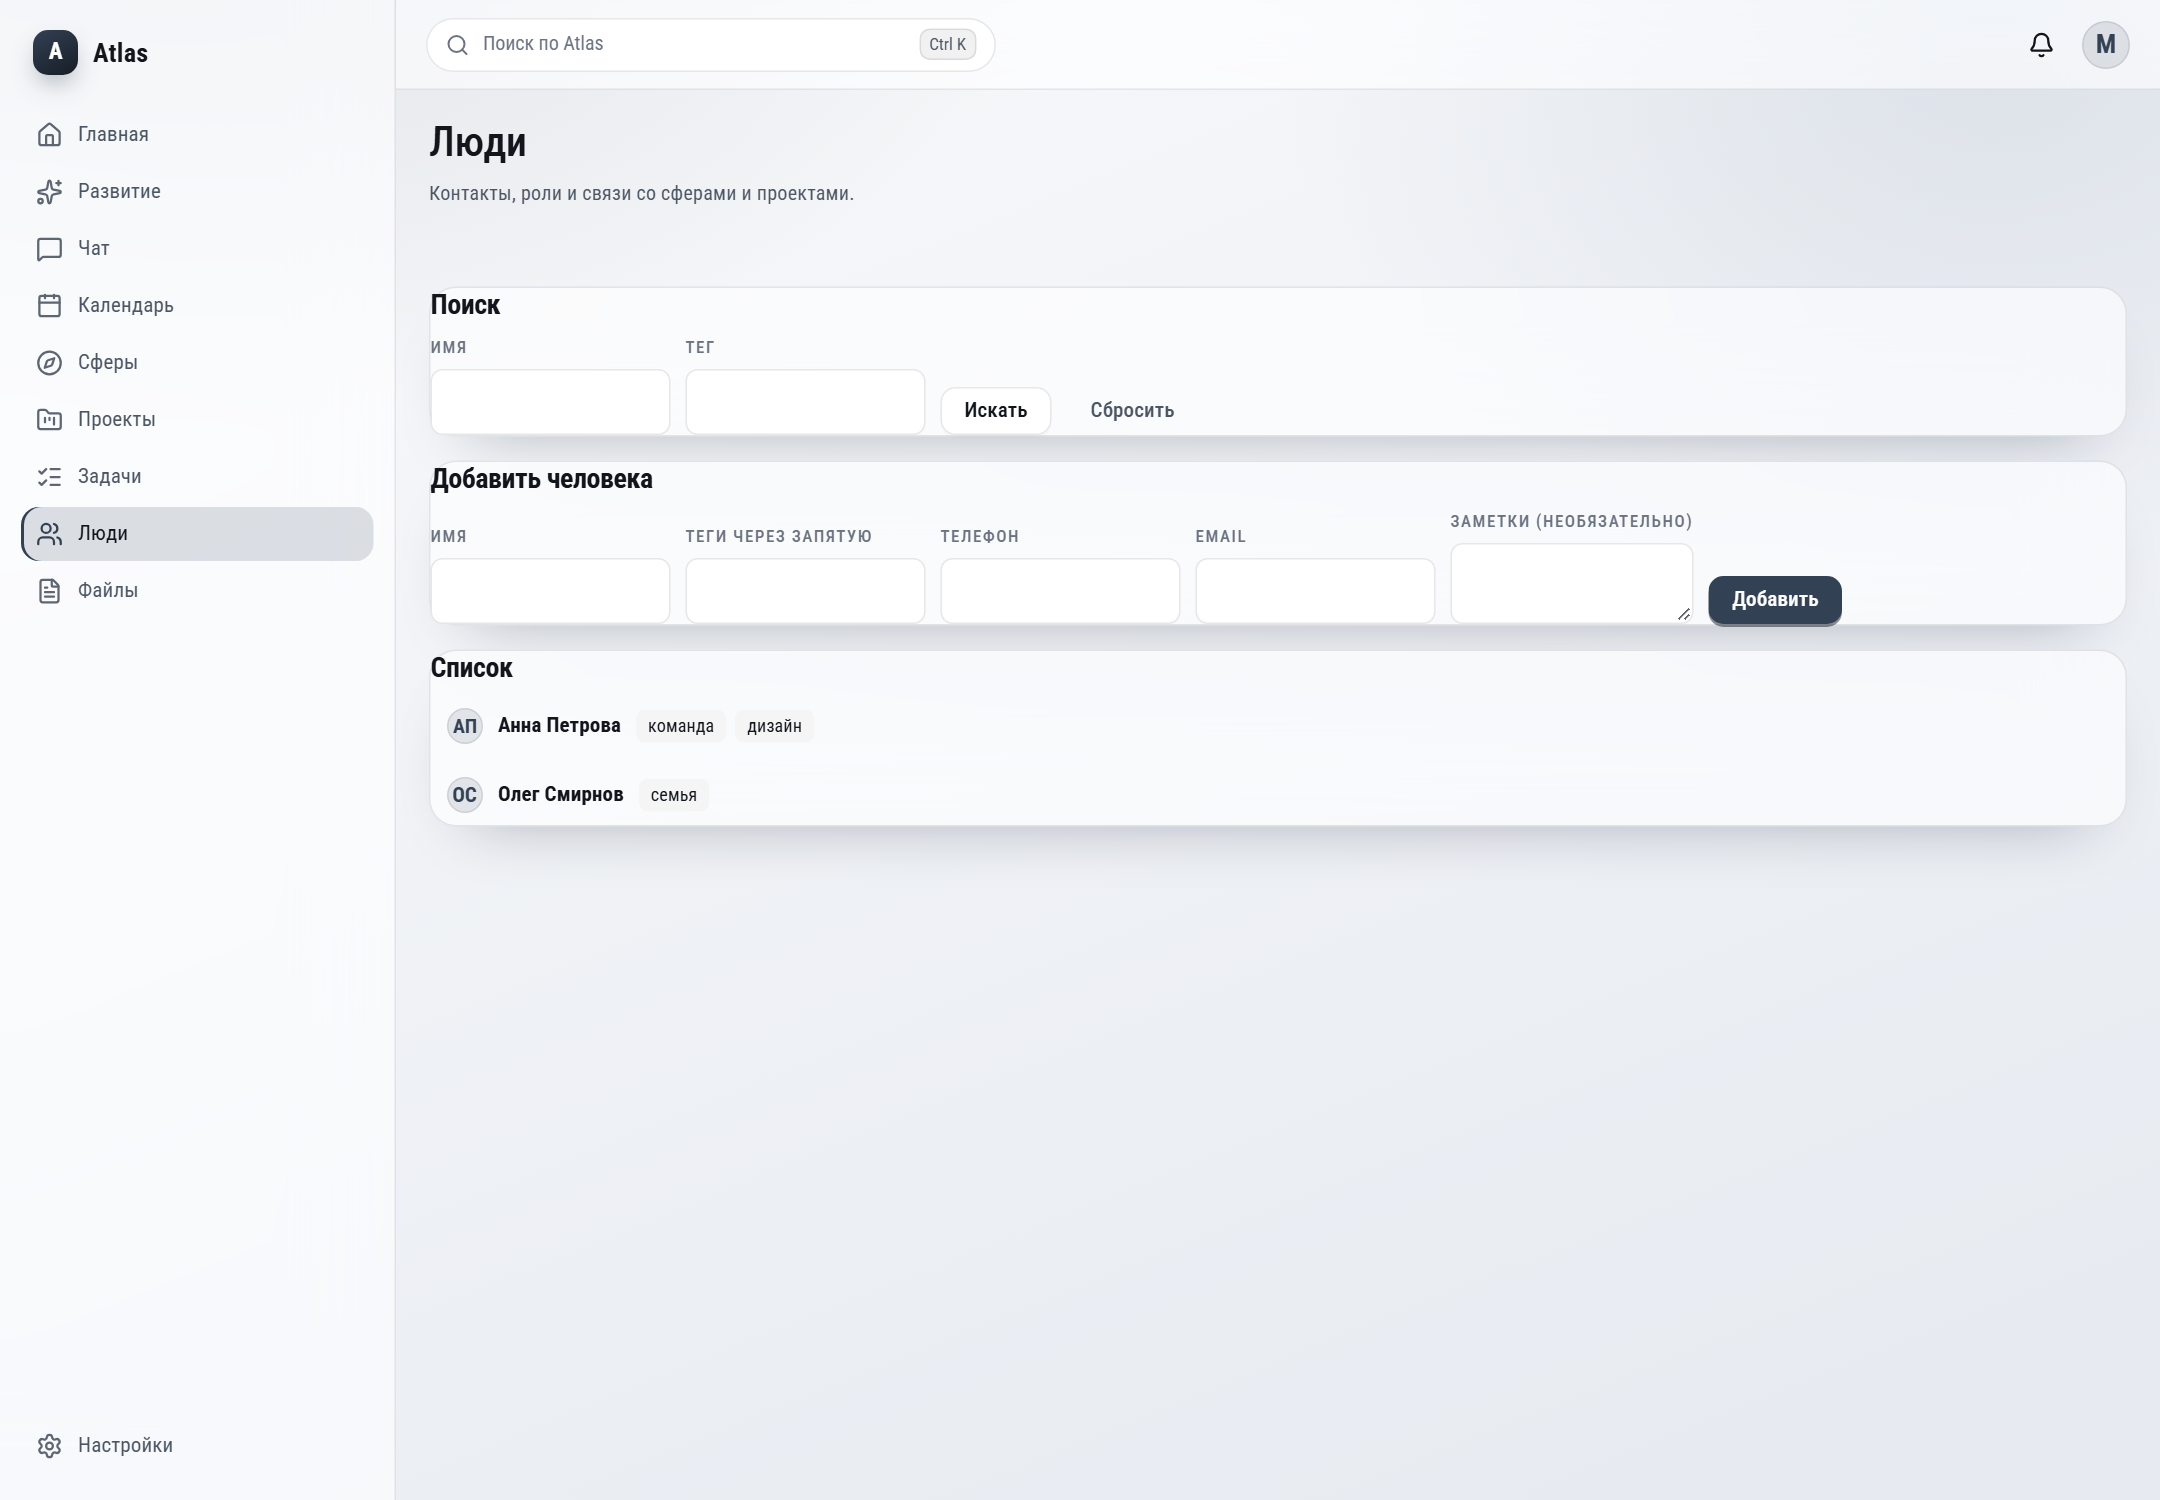 A Atlas
Поиск по Atlas Ctrl K
M
Главная
Развитие
Чат
Календарь
Сферы
Проекты
Задачи
Люди
Файлы
Настройки
Люди
Контакты, роли и связи со сферами и проектами.
Поиск
ИМЯ ТЕГ
Искать Сбросить
Добавить человека
ИМЯ ТЕГИ ЧЕРЕЗ ЗАПЯТУЮ ТЕЛЕФОН EMAIL ЗАМЕТКИ (НЕОБЯЗАТЕЛЬНО)
Добавить
Список
АП Анна Петрова команда дизайн
ОС Олег Смирнов семья